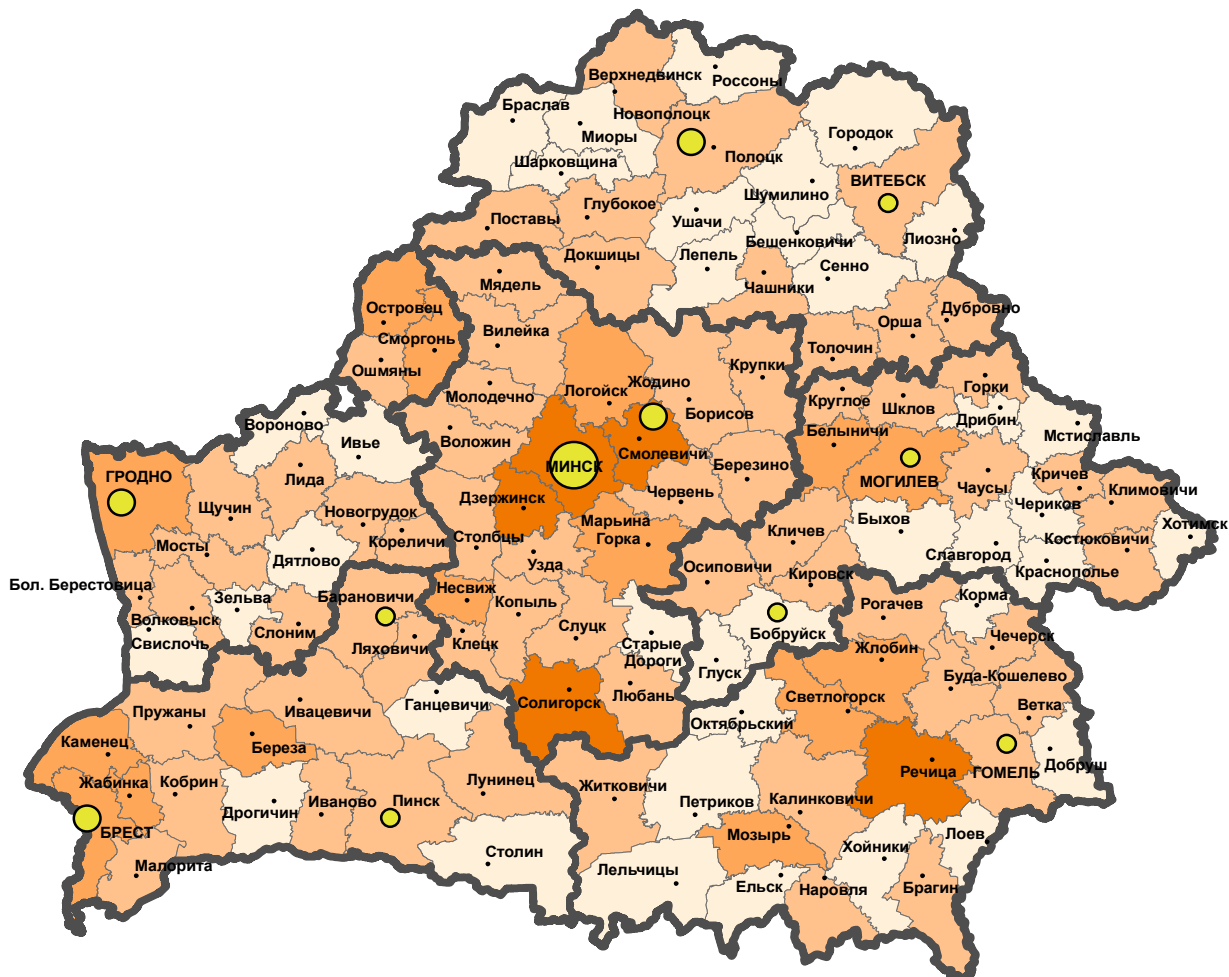 Верхнедвинск
Россоны
Браслав
Новополоцк
Миоры
Городок
Полоцк
Шарковщина
ВИТЕБСК
Шумилино
Глубокое
Поставы
Ушачи
Бешенковичи
Лиозно
Докшицы
Лепель
Сенно
Мядель
Чашники
Островец
Дубровно
Орша
Вилейка
Сморгонь
Толочин
Крупки
Ошмяны
Жодино
Горки
Логойск
Молодечно
Круглое
Шклов
Борисов
Дрибин
Вороново
Мстиславль
Ивье
Воложин
Белыничи
Смолевичи
МИНСК
Березино
ГРОДНО
Лида
Кричев
МОГИЛЕВ
Чаусы
Климовичи
Дзержинск
Червень
Чериков
Щучин
Новогрудок
Марьина
Горка
Быхов
Хотимск
Кличев
Кореличи
Столбцы
Костюковичи
Мосты
Славгород
Дятлово
Узда
Осиповичи
Краснополье
Бол. Берестовица
Кировск
Зельва
Барановичи
Несвиж
Корма
Копыль
Рогачев
Волковыск
Слоним
Бобруйск
Свислочь
Ляховичи
Клецк
Слуцк
Старые
Дороги
Чечерск
Жлобин
Глуск
Буда-Кошелево
Ганцевичи
Любань
Светлогорск
Солигорск
Ивацевичи
Пружаны
Ветка
Октябрьский
Каменец
Береза
Добруш
Речица
ГОМЕЛЬ
Жабинка
Кобрин
Лунинец
Житковичи
Калинковичи
Иваново
Пинск
Петриков
Дрогичин
БРЕСТ
Мозырь
Лоев
Столин
Хойники
Малорита
Лельчицы
Ельск
Наровля
Брагин